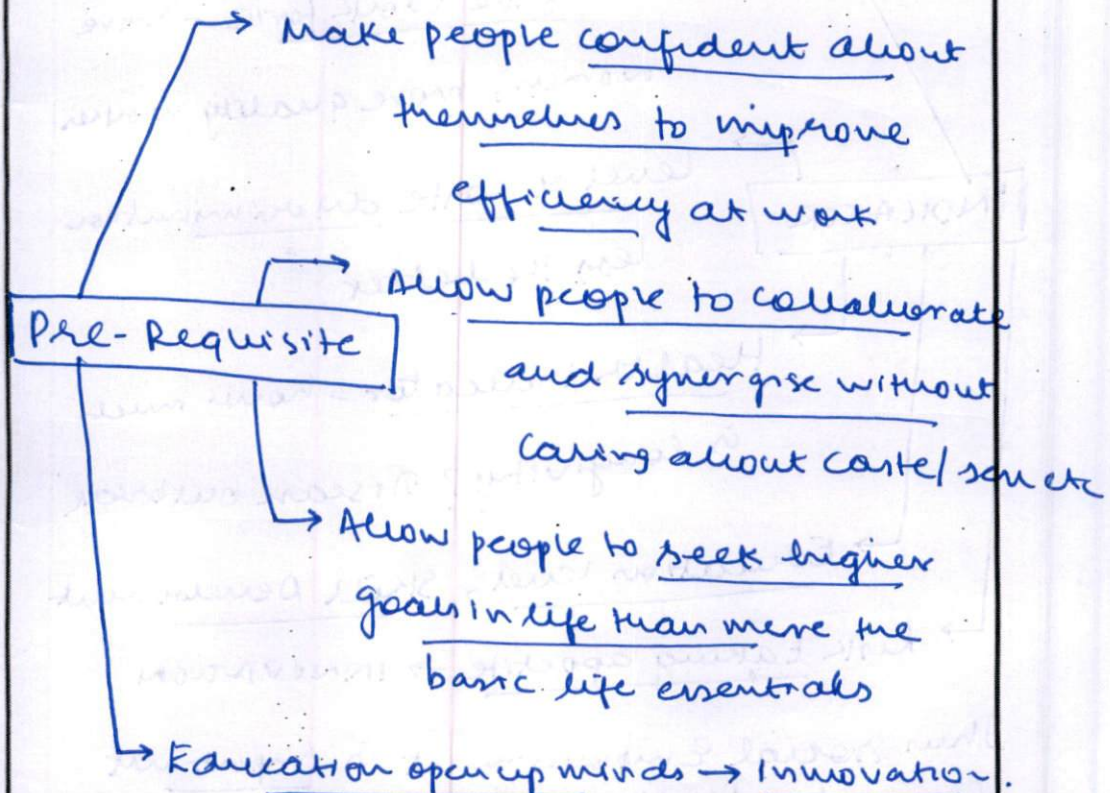 Make people confident about
themselves to improve
efficiency at work
Allow people to collaborate
Pre-Requisite
and synergise without
caring about caste/ sex etc
Allow people to seek higher
goals in life than mere the
basic life essentials
Education open up minds → Innovation.